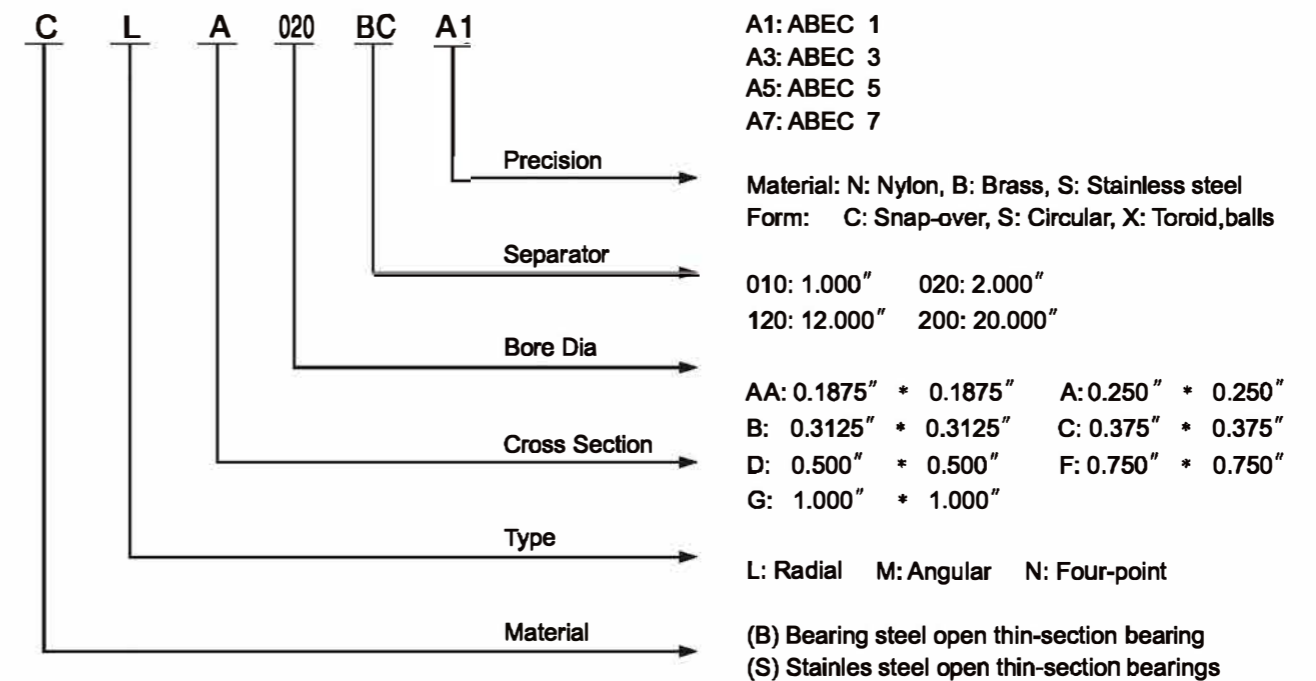 C L A 020 BC A1
A1: ABEC 1
A3: ABEC 3
A5: ABEC 5
A7: ABEC 7
Precision
Material: N: Nylon, B: Brass, S: Stainless steel
Form: C: Snap-over, S: Circular, X: Toroid,balls
Separator
010: 1.000″ 020: 2.000″
120: 12.000″ 200: 20.000″
Bore Dia
AA: 0.1875″ * 0.1875″ A: 0.250″ * 0.250″
B: 0.3125″ * 0.3125″ C: 0.375″ * 0.375″
Cross Section
D: 0.500″ * 0.500″ F: 0.750″ * 0.750″
G: 1.000″ * 1.000″
Type
L: Radial M: Angular N: Four-point
Material
(B) Bearing steel open thin-section bearing
(S) Stainles steel open thin-section bearings